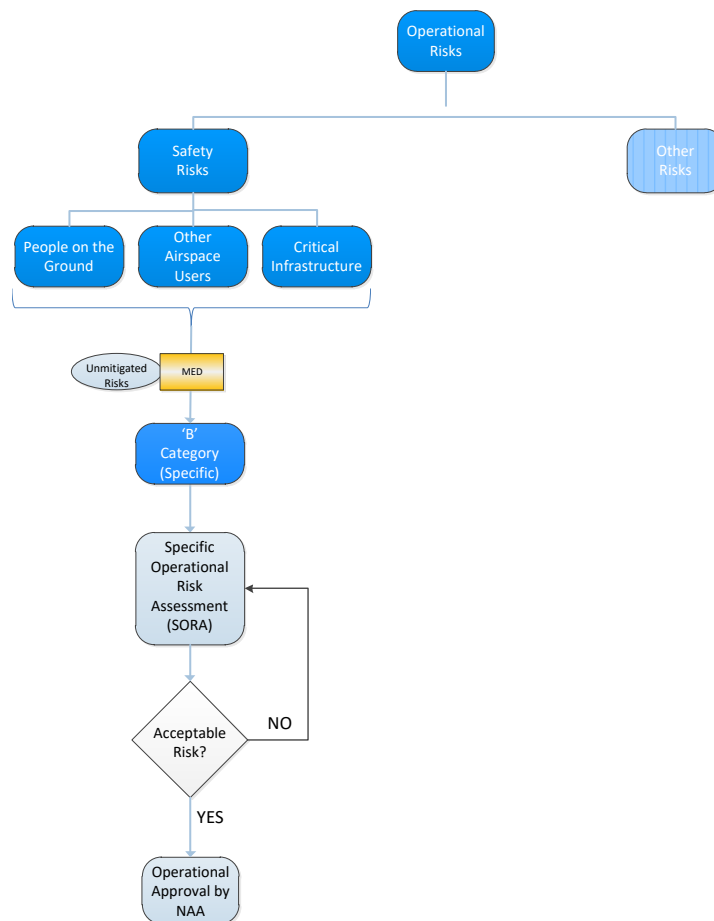 Operational
Risks
Safety
Risks
Other
Risks
People on the
Ground
Other
Airspace
Users
Critical
Infrastructure
Unmitigated
Risks
MED
‘B’
Category
(Specific)
Specific
Operational
Risk
Assessment
(SORA)
Acceptable
Risk?
NO
YES
Operational
Approval by
NAA